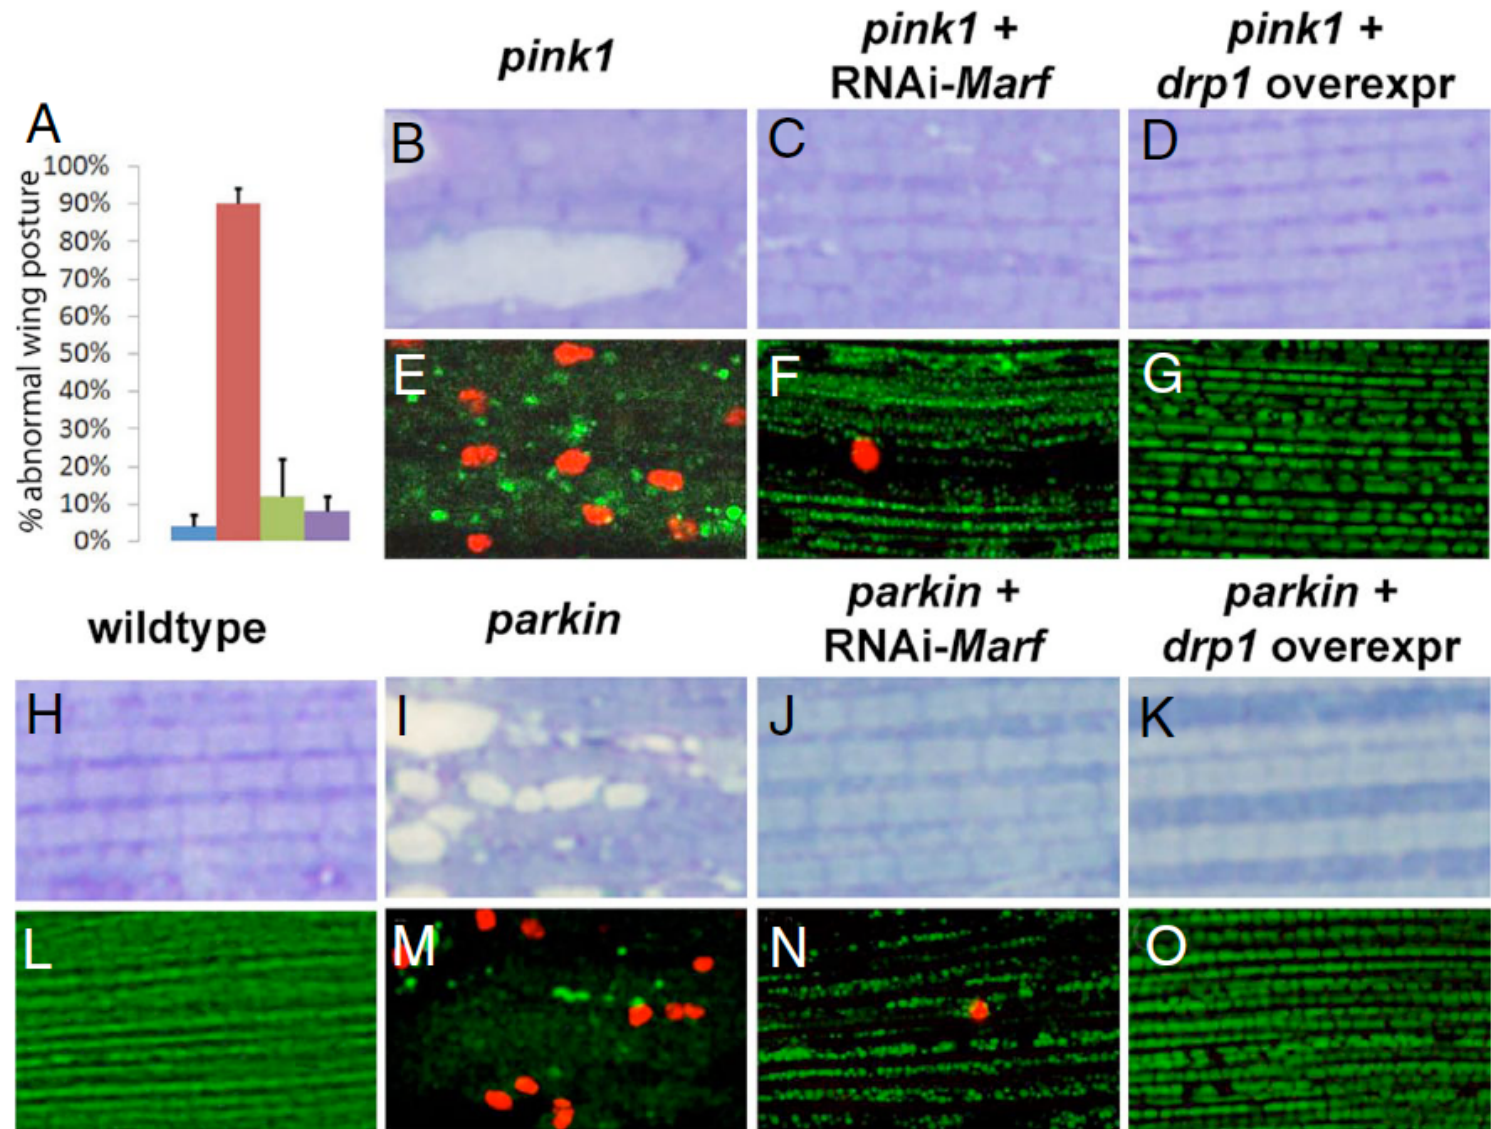 pink1
pink1 +
RNAi-Marf
pink1 +
drp1 overexpr
A
% abnormal wing posture
100%
90%
80%
70%
60%
50%
40%
30%
20%
10%
0%
B
C
D
E
F
G
wildtype
parkin
parkin +
RNAi-Marf
parkin +
drp1 overexpr
H
I
J
K
L
M
N
O